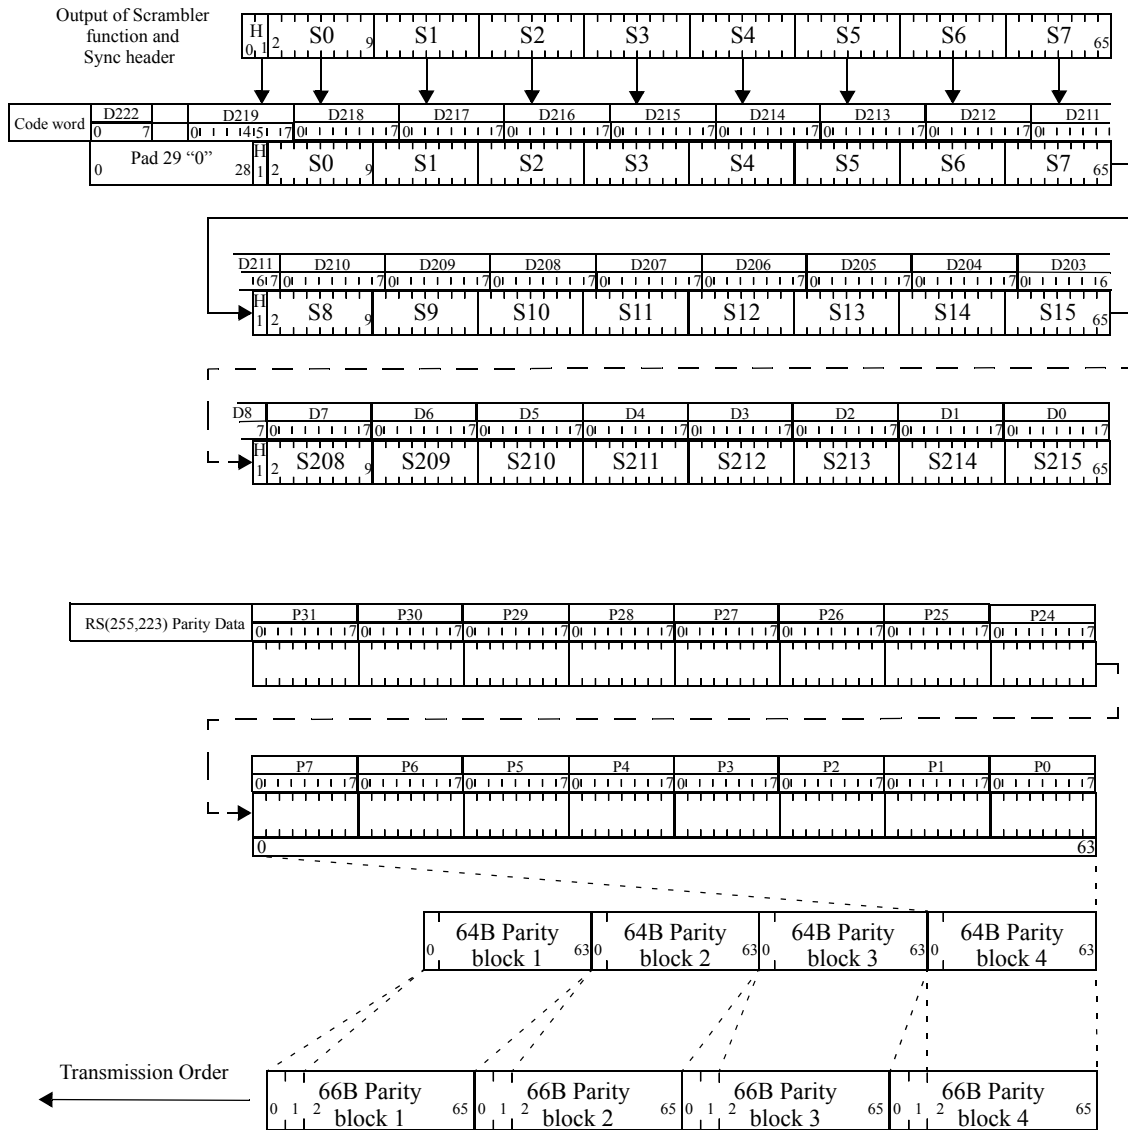 Output of Scrambler
function and
Sync header
H S0 S1 S2 S3 S4 S5 S6 S7
0 1 2 9 65
Code word D222 D219 D218 D217 D216 D215 D214 D213 D212 D211
0 7 0 4 5 7 0 7 0 7 0 7 0 7 0 7 0 7 0 7 0
Pad 29 “0” H S0 S1 S2 S3 S4 S5 S6 S7
0 28 1 2 9 65
D211 D210 D209 D208 D207 D206 D205 D204 D203
6 7 0 7 0 7 0 7 0 7 0 7 0 7 0 7 0 6
H S8 S9 S10 S11 S12 S13 S14 S15
1 2 9 65
D8 D7 D6 D5 D4 D3 D2 D1 D0
7 0 7 0 7 0 7 0 7 0 7 0 7 0 7 0 7
H S208 S209 S210 S211 S212 S213 S214 S215
1 2 9 65
RS(255,223) Parity Data P31 P30 P29 P28 P27 P26 P25 P24
0 7 0 7 0 7 0 7 0 7 0 7 0 7 0 7
P7 P6 P5 P4 P3 P2 P1 P0
0 7 0 7 0 7 0 7 0 7 0 7 0 7 0 7
0 63
64B Parity 64B Parity 64B Parity 64B Parity
0 block 1 63 0 block 2 63 0 block 3 63 0 block 4 63
Transmission Order
66B Parity 66B Parity 66B Parity 66B Parity
0 1 2 block 1 65 0 1 2 block 2 65 0 1 2 block 3 65 0 1 2 block 4 65